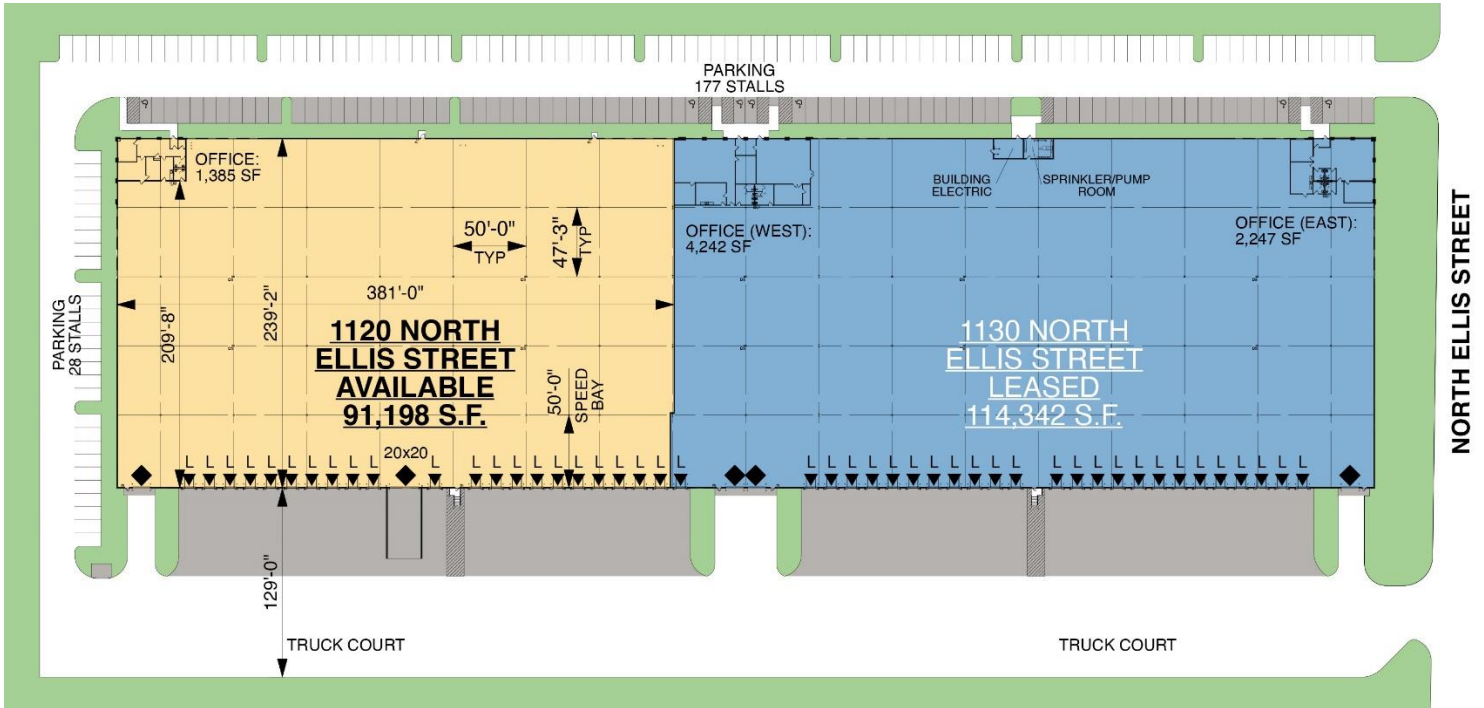 PARKING
177 STALLS
OFFICE:
1,385 SF
BUILDING
ELECTRIC
SPRINKLER/PUMP
ROOM
OFFICE (WEST):
4,242 SF
OFFICE (EAST):
2,247 SF
50'-0"
TYP
47'-3"
TYP
381'-0"
239'-2"
209'-8"
PARKING
28 STALLS
1120 NORTH
ELLIS STREET
AVAILABLE
91,198 S.F.
50'-0"
SPEED
BAY
1130 NORTH
ELLIS STREET
LEASED
114,342 S.F.
NORTH ELLIS STREET
20x20
L L L L L L L L L L L L L L L L L L L L L L L L L L L L L L L L L L L L L L L L L L L L L L
129'-0"
TRUCK COURT
TRUCK COURT